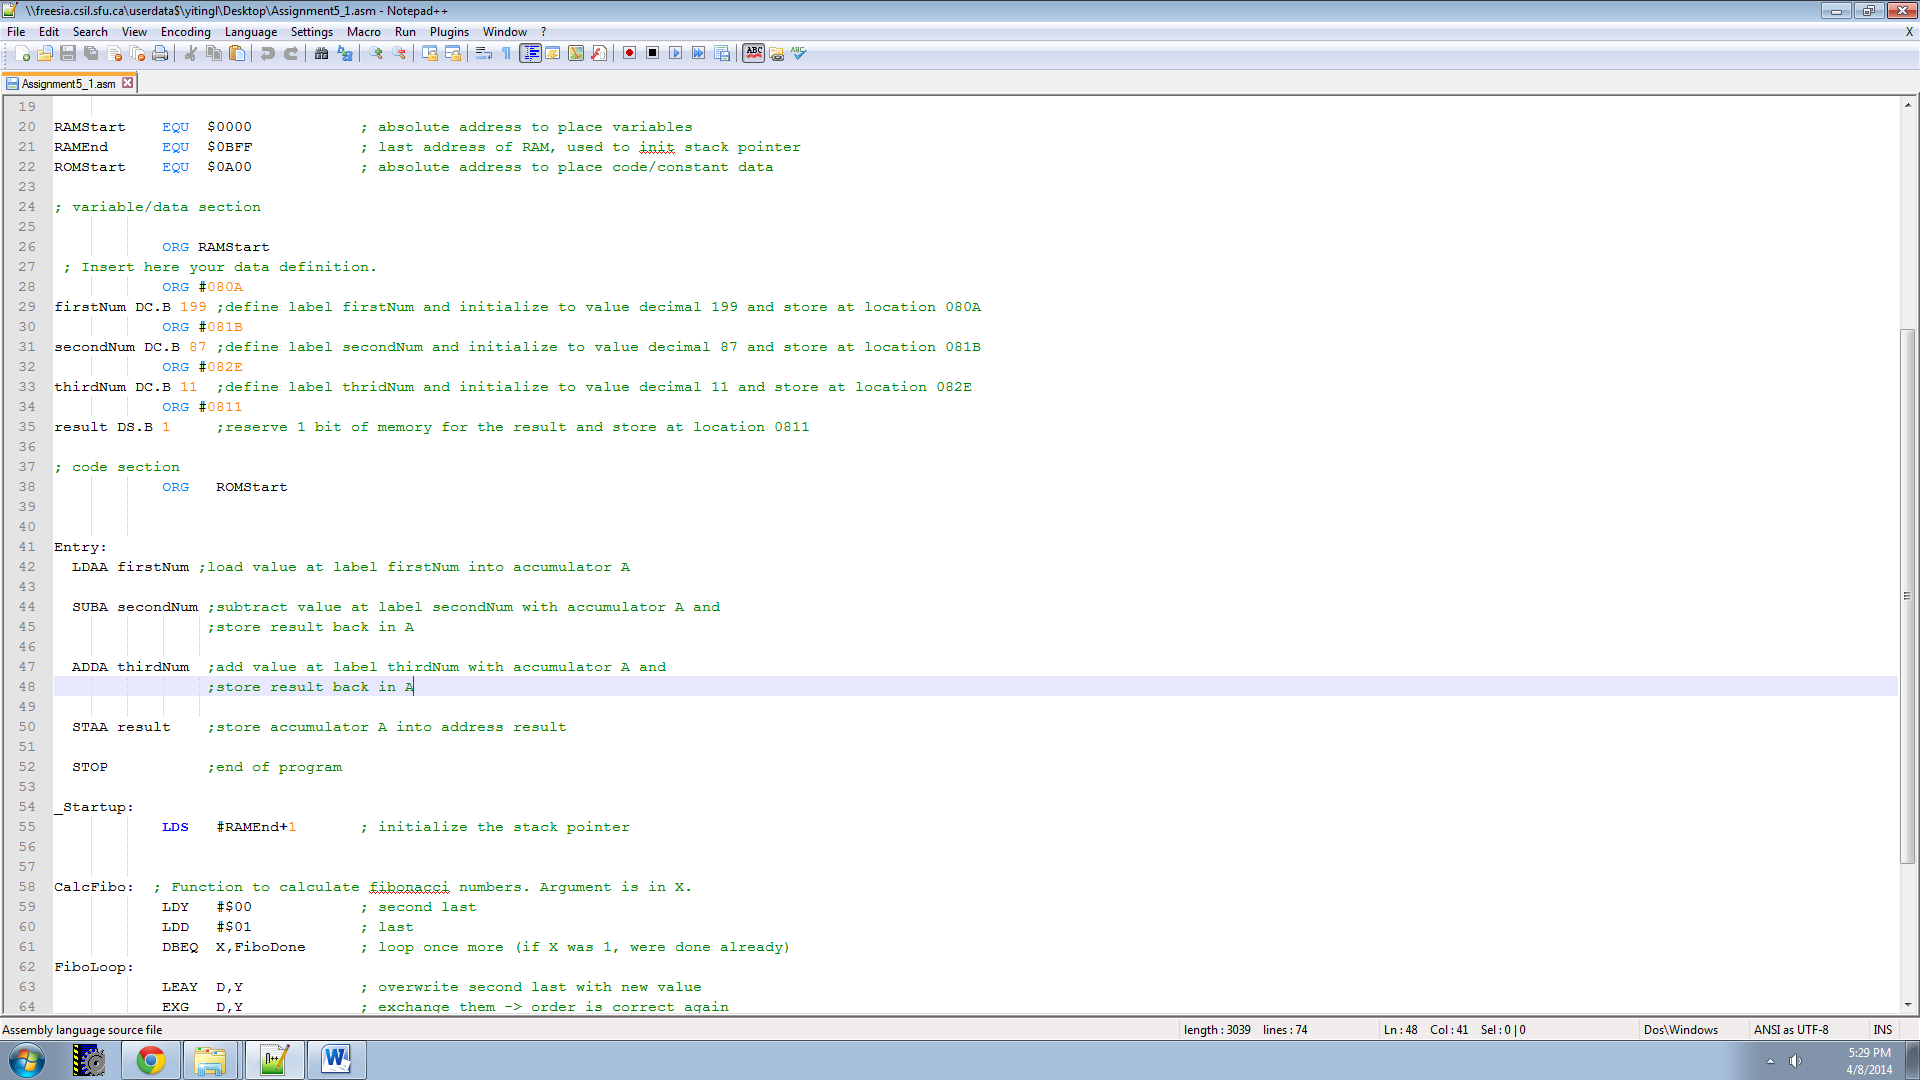 \\freesia.csil.sfu.ca\userdata$\yitingl\Desktop\Assignment5_1.asm - Notepad++
File Edit Search View Encoding Language Settings Macro Run Plugins Window ? X
Assignment5_1.asm
19
20 RAMStart EQU $0000 ; absolute address to place variables
21 RAMEnd EQU $0BFF ; last address of RAM, used to init stack pointer
22 ROMStart EQU $0A00 ; absolute address to place code/constant data
23
24 ; variable/data section
25
26 ORG RAMStart
27 ; Insert here your data definition.
28 ORG #080A
29 firstNum DC.B 199 ;define label firstNum and initialize to value decimal 199 and store at location 080A
30 ORG #081B
31 secondNum DC.B 87 ;define label secondNum and initialize to value decimal 87 and store at location 081B
32 ORG #082E
33 thirdNum DC.B 11 ;define label thridNum and initialize to value decimal 11 and store at location 082E
34 ORG #0811
35 result DS.B 1 ;reserve 1 bit of memory for the result and store at location 0811
36
37 ; code section
38 ORG ROMStart
39
40
41 Entry:
42 LDAA firstNum ;load value at label firstNum into accumulator A
43
44 SUBA secondNum ;subtract value at label secondNum with accumulator A and
45 ;store result back in A
46
47 ADDA thirdNum ;add value at label thirdNum with accumulator A and
48 ;store result back in A
49
50 STAA result ;store accumulator A into address result
51
52 STOP ;end of program
53
54 _Startup:
55 LDS #RAMEnd+1 ; initialize the stack pointer
56
57
58 CalcFibo: ; Function to calculate fibonacci numbers. Argument is in X.
59 LDY #$00 ; second last
60 LDD #$01 ; last
61 DBEQ X,FiboDone ; loop once more (if X was 1, were done already)
62 FiboLoop:
63 LEAY D,Y ; overwrite second last with new value
64 EXG D,Y ; exchange them -> order is correct again
Assembly language source file length : 3039 lines : 74 Ln : 48 Col : 41 Sel : 0 | 0 Dos\Windows ANSI as UTF-8 INS
5:29 PM
4/8/2014